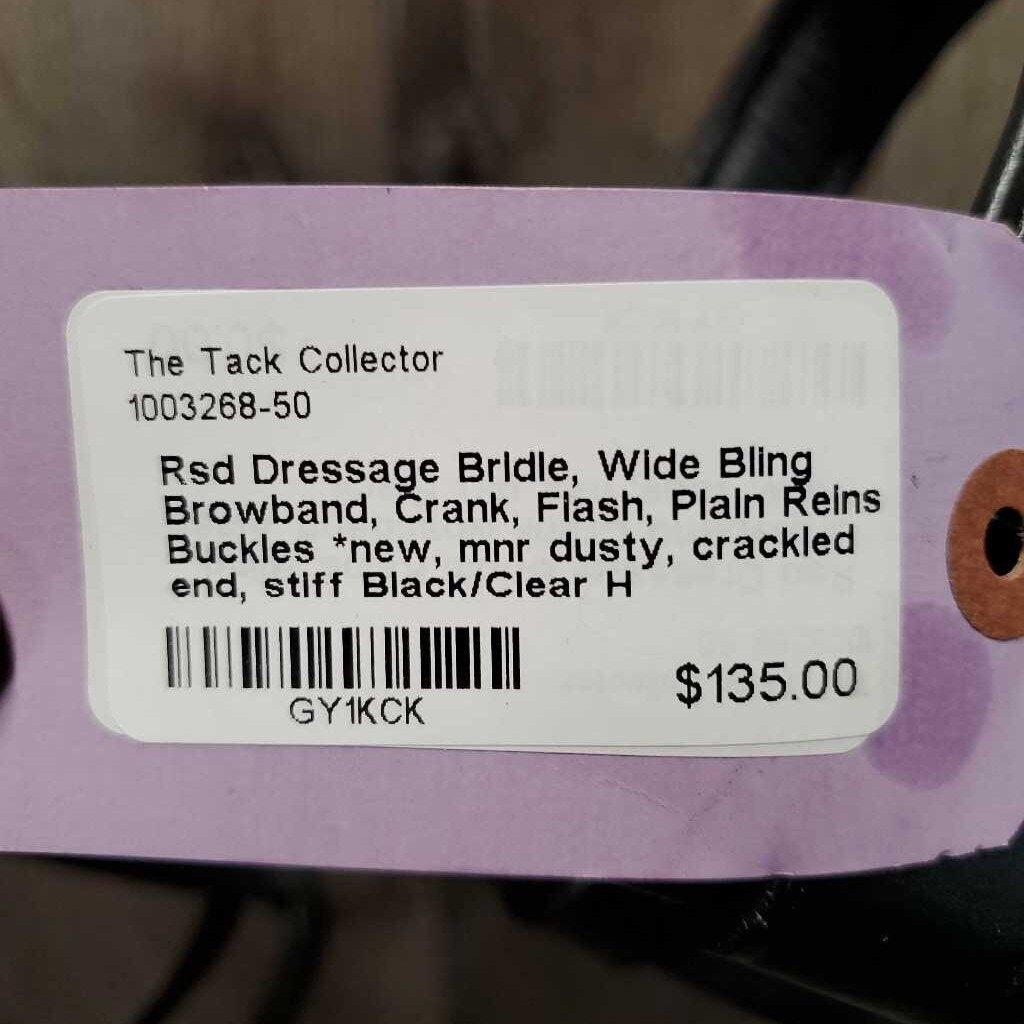 The Tack Collector
1003268-50
Rsd Dressage Bridle, Wide Bling
Browband, Crank, Flash, Plain Reins
Buckles *new, mnr dusty, crackled
end, stiff Black/Clear H
GY1KCK
$135.00